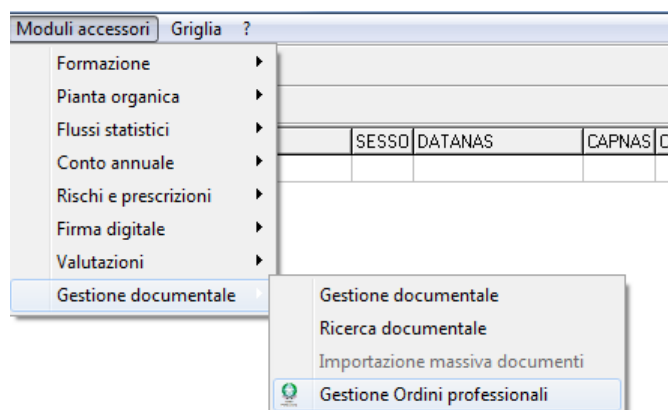 Moduli accessori Griglia ?
Formazione
Pianta organica
Flussi statistici
SESSO DATANAS CAPNAS
Conto annuale
Rischi e prescrizioni
Firma digitale
Valutazioni
Gestione documentale
Gestione documentale
Ricerca documentale
Importazione massiva documenti
Gestione Ordini professionali